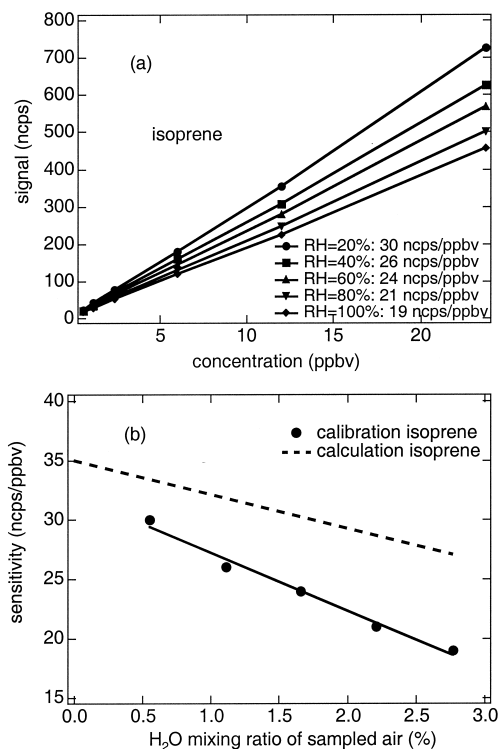 800
700
600
500
400
300
200
100
0
signal (ncps)
(a)
isoprene
RH=20%: 30 ncps/ppbv
RH=40%: 26 ncps/ppbv
RH=60%: 24 ncps/ppbv
RH=80%: 21 ncps/ppbv
RH=100%: 19 ncps/ppbv
5 10 15 20
concentration (ppbv)
40
35
30
25
20
15
sensitivity (ncps/ppbv)
(b)
calibration isoprene
calculation isoprene
0.0 0.5 1.0 1.5 2.0 2.5 3.0
H₂O mixing ratio of sampled air (%)